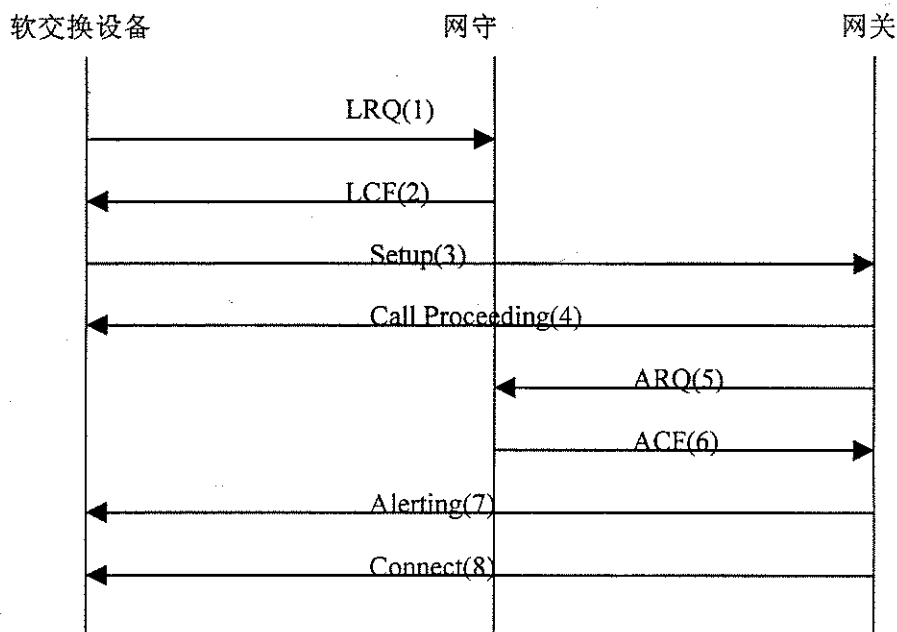 软交换设备 网守 网关
LRQ(1)
LCF(2)
Setup(3)
Call Proceeding(4)
ARQ(5)
ACF(6)
Alerting(7)
Connect(8)